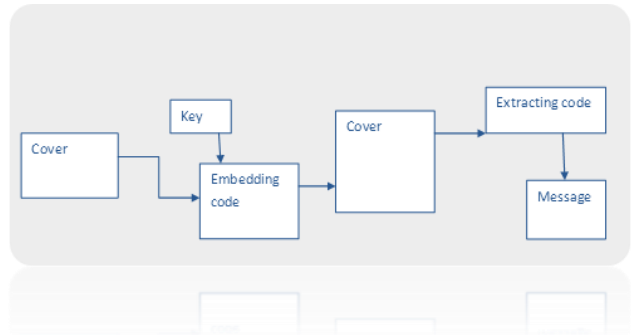 Cover
Key
Embedding
code
Cover
Extracting code
Message